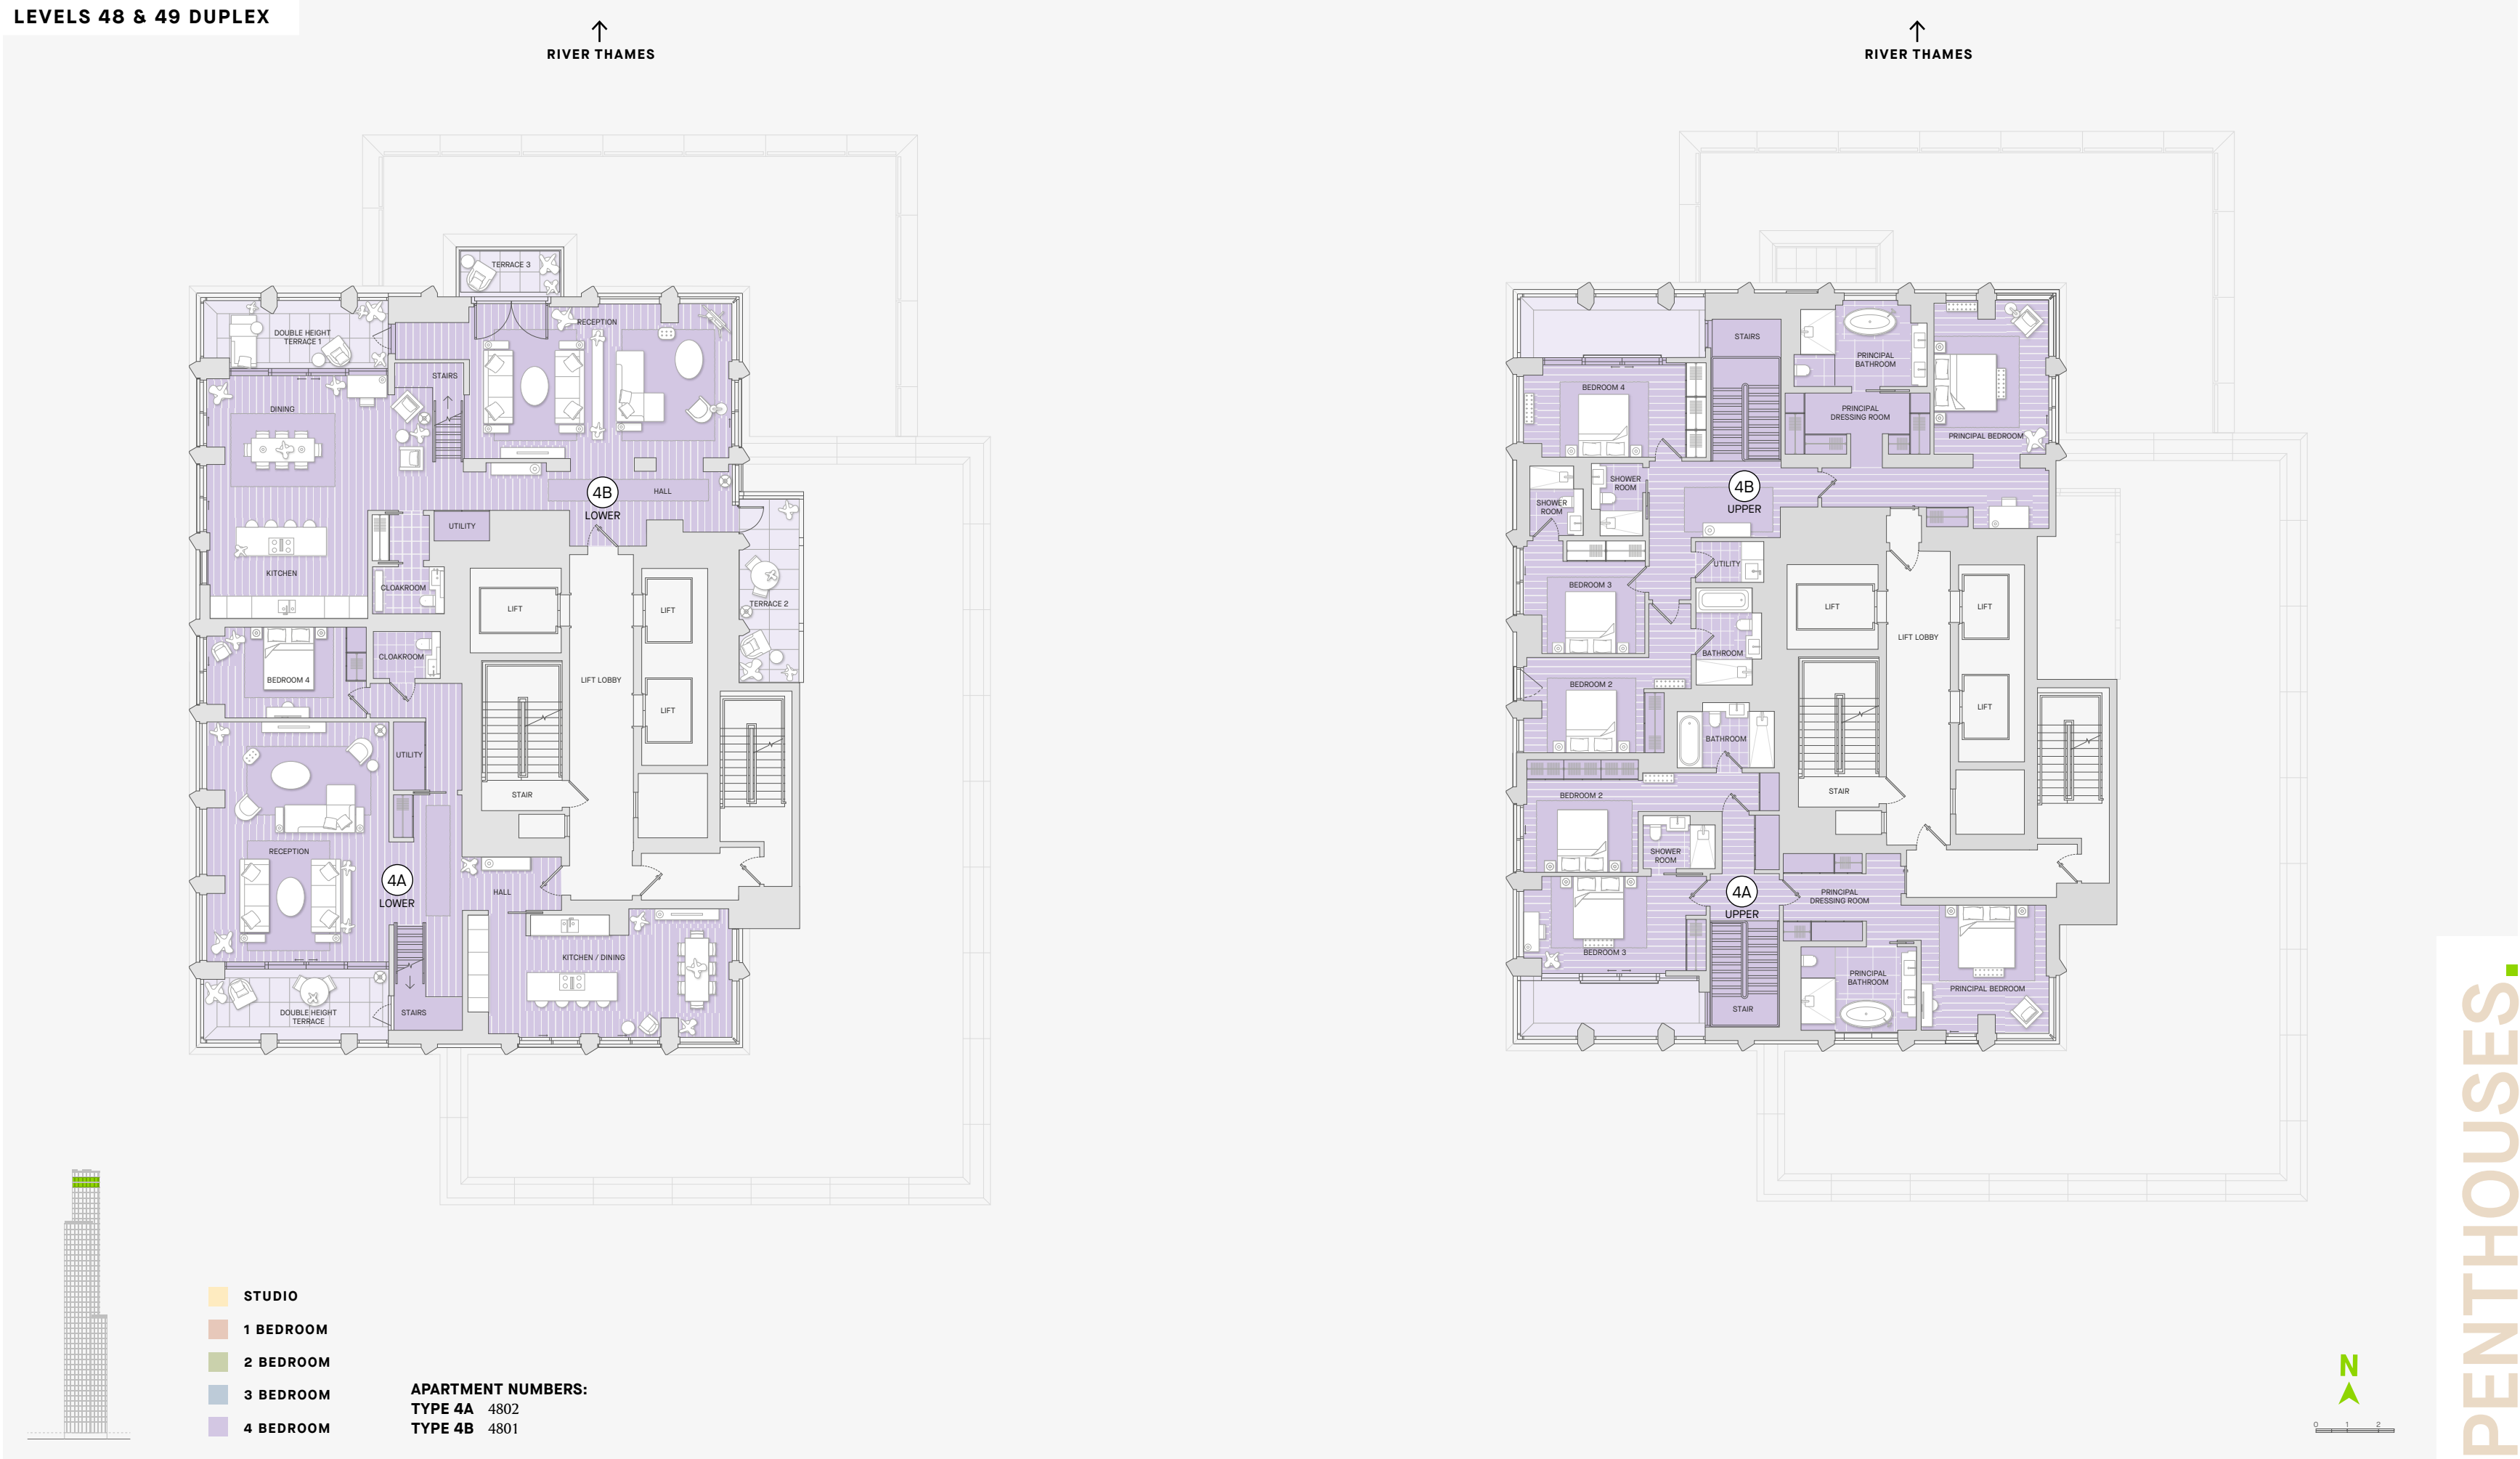 LEVELS 48 & 49 DUPLEX
RIVER THAMES
RIVER THAMES
TERRACE 3
DOUBLE HEIGHT
TERRACE 1
RECEPTION
STAIRS
DINING
4B
LOWER
HALL
UTILITY
KITCHEN
CLOAKROOM
LIFT
LIFT
TERRACE 2
CLOAKROOM
BEDROOM 4
LIFT LOBBY
LIFT
UTILITY
STAIR
RECEPTION
4A
LOWER
HALL
KITCHEN / DINING
DOUBLE HEIGHT
TERRACE
STAIRS
STAIRS
PRINCIPAL
BATHROOM
BEDROOM 4
PRINCIPAL
DRESSING ROOM
PRINCIPAL BEDROOM
SHOWER
ROOM
SHOWER
ROOM
4B
UPPER
UTILITY
BEDROOM 3
LIFT
LIFT
LIFT LOBBY
BATHROOM
BEDROOM 2
LIFT
BATHROOM
STAIR
BEDROOM 2
SHOWER
ROOM
4A
UPPER
PRINCIPAL
DRESSING ROOM
BEDROOM 3
PRINCIPAL
BATHROOM
PRINCIPAL BEDROOM
STAIR
STUDIO
1 BEDROOM
2 BEDROOM
3 BEDROOM
4 BEDROOM
APARTMENT NUMBERS:
TYPE 4A 4802
TYPE 4B 4801
N
0 1 2
PENTHOUSES